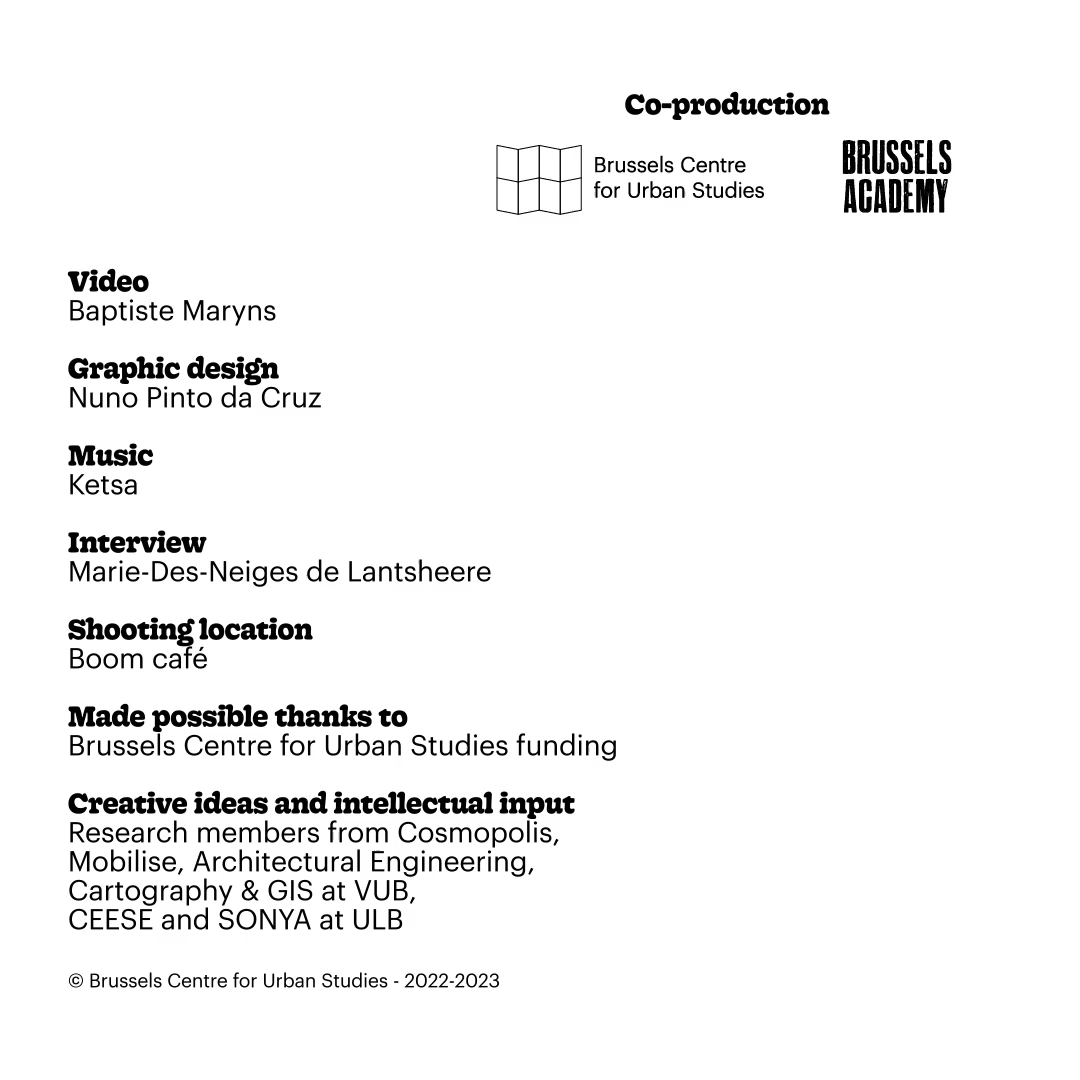 Co-production
Brussels Centre
for Urban Studies
BRUSSELS
ACADEMY
Video
Baptiste Maryns
Graphic design
Nuno Pinto da Cruz
Music
Ketsa
Interview
Marie-Des-Neiges de Lantsheere
Shooting location
Boom café
Made possible thanks to
Brussels Centre for Urban Studies funding
Creative ideas and intellectual input
Research members from Cosmopolis,
Mobilise, Architectural Engineering,
Cartography & GIS at VUB,
CEESE and SONYA at ULB
© Brussels Centre for Urban Studies - 2022-2023